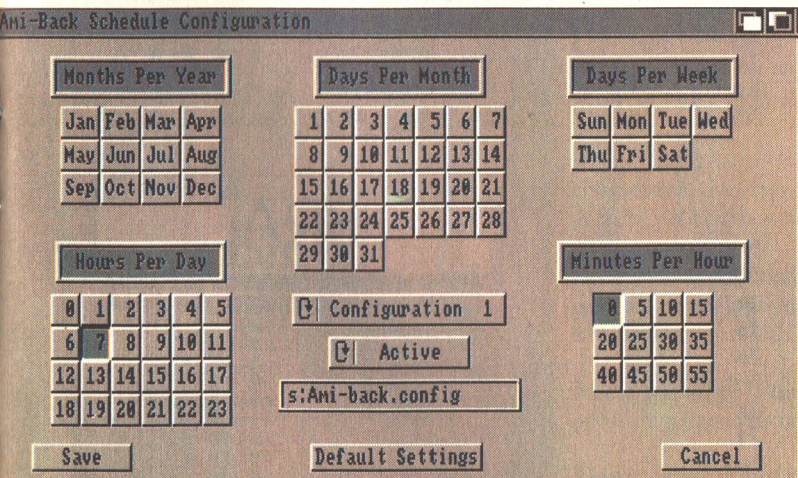 Ami-Back Schedule Configuration
Months Per Year
Jan Feb Mar Apr
May Jun Jul Aug
Sep Oct Nov Dec
Days Per Month
1 2 3 4 5 6 7
8 9 10 11 12 13 14
15 16 17 18 19 20 21
22 23 24 25 26 27 28
29 30 31
Days Per Week
Sun Mon Tue Wed
Thu Fri Sat
Hours Per Day
0 1 2 3 4 5
6 7 8 9 10 11
12 13 14 15 16 17
18 19 20 21 22 23
Configuration 1
Active
s:Ami-back.config
Minutes Per Hour
0 5 10 15
20 25 30 35
40 45 50 55
Save
Default Settings
Cancel